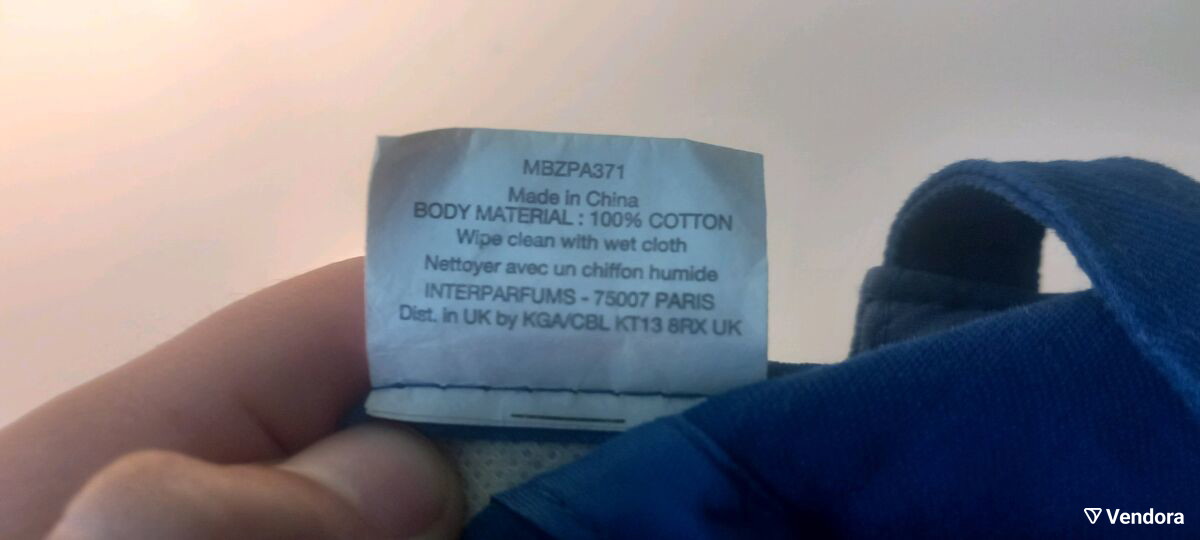 MBZPA371
Made in China
BODY MATERIAL : 100% COTTON
Wipe clean with wet cloth
Nettoyer avec un chiffon humide
INTERPARFUMS - 75007 PARIS
Dist. in UK by KGA/CBL KT13 8RX UK
Vendora